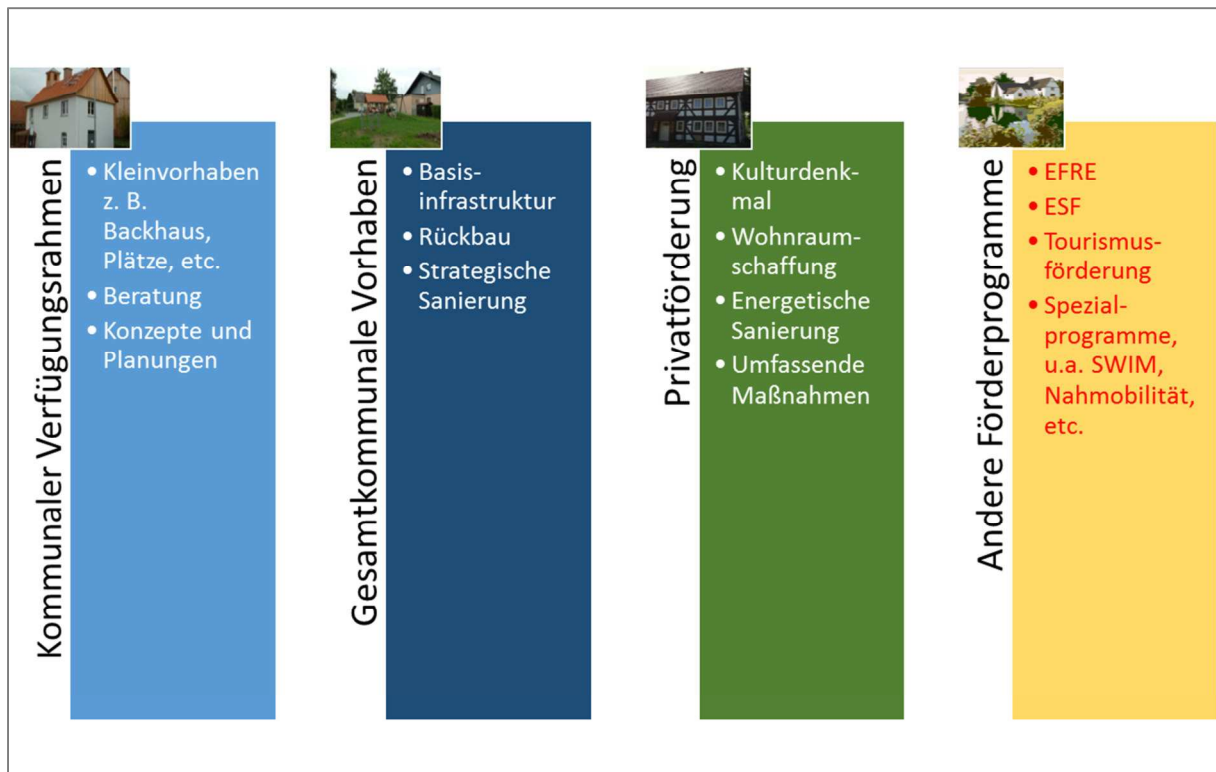 Kommunaler Verfügungsrahmen
• Kleinvorhaben
z. B.
Backhaus,
Plätze, etc.
• Beratung
• Konzepte und
Planungen
Gesamtkommunale Vorhaben
• Basis-
infrastruktur
• Rückbau
• Strategische
Sanierung
Privatförderung
• Kulturdenk-
mal
• Wohnraum-
schaffung
• Energetische
Sanierung
• Umfassende
Maßnahmen
Andere Förderprogramme
• EFRE
• ESF
• Tourismus-
förderung
• Spezial-
programme,
u.a. SWIM,
Nahmobilität,
etc.